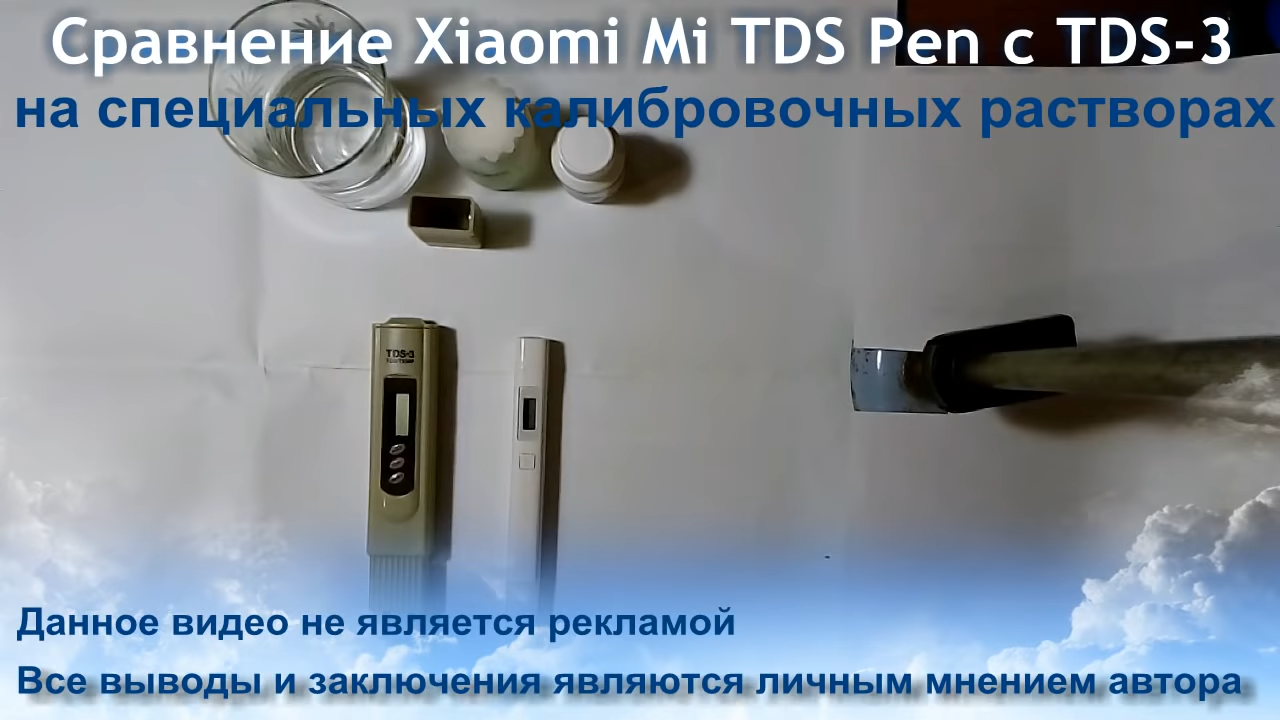 Сравнение Xiaomi Mi TDS Pen с TDS-3
на специальных калибровочных растворах
TDS-3
Данное видео не является рекламой
Все выводы и заключения являются личным мнением автора